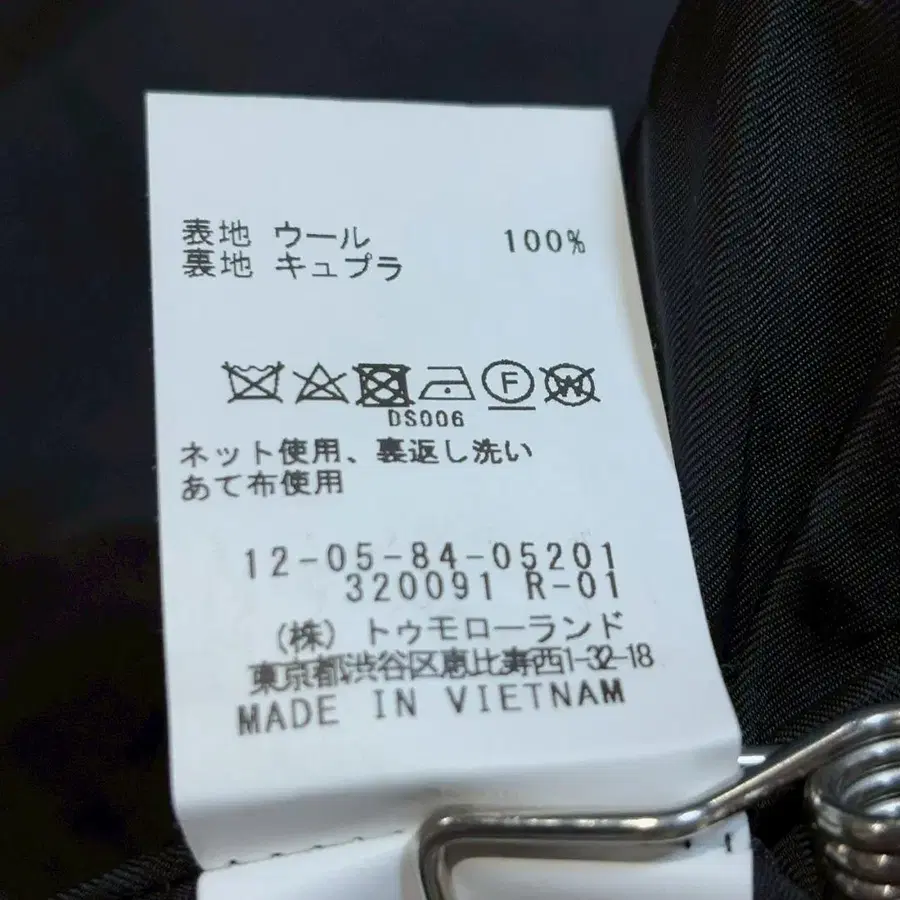 表地 ウール 100%
裏地 キュプラ
F W
DS006
ネット使用、裏返し洗い
あて布使用
12-05-84-05201
320091 R-01
(株) トゥモローランド
東京都渋谷区恵比寿西1-32-18
MADE IN VIETNAM